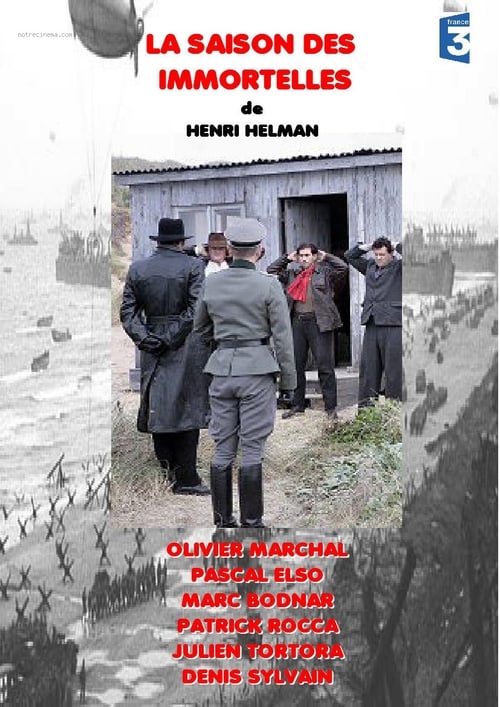 notrecinema.com
france
3
LA SAISON DES
IMMORTELLES
de
HENRI HELMAN
OLIVIER MARCHAL
PASCAL ELSO
MARC BODNAR
PATRICK ROCCA
JULIEN TORTORA
DENIS SYLVAIN